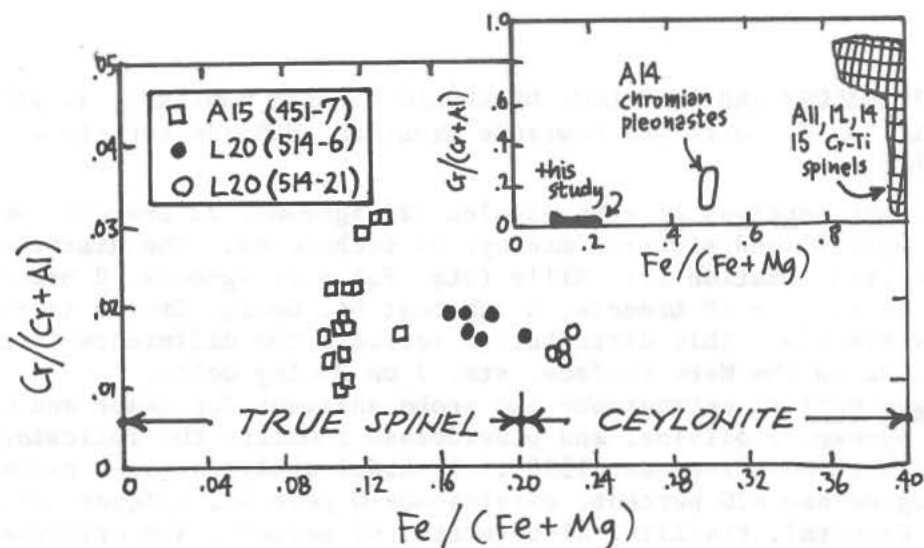 .05
.04
.03
.02
.01
0
Cr/(Cr+Al)
A15 (451-7)
L20 (514-6)
L20 (514-21)
1.0
.8
.6
.4
.2
0
Cr/(Cr+Al)
A14
chromian
pleonastes
this
study
A11, 12, 14
15 Cr-Ti
spinels
.2
.4
.6
.8
Fe/(Fe+Mg)
TRUE SPINEL
CEYLONITE
0
.04
.08
.12
.16
.20
.24
.28
.32
.36
.40
Fe/(Fe+Mg)